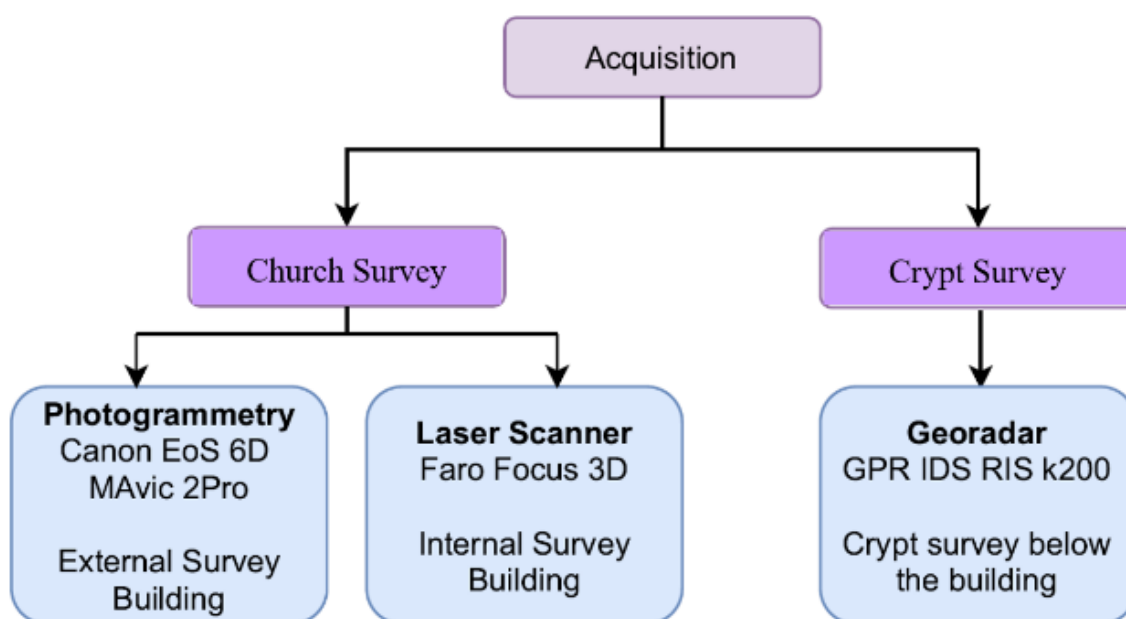 Acquisition
Church Survey
Crypt Survey
Photogrammetry
Canon EoS 6D
MAvic 2Pro
External Survey
Building
Laser Scanner
Faro Focus 3D
Internal Survey
Building
Georadar
GPR IDS RIS k200
Crypt survey below
the building